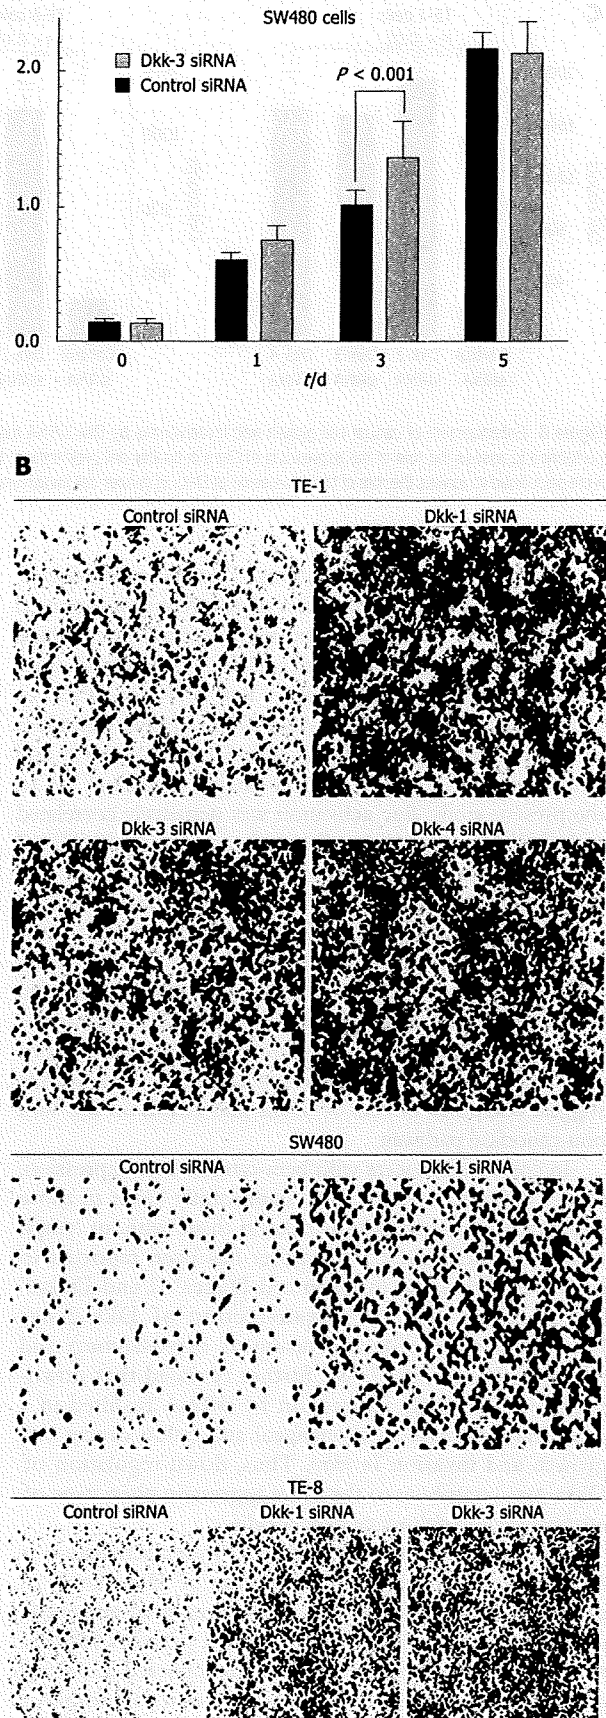 SW480 cells
2.0
Dkk-3 siRNA
P < 0.001
Control siRNA
1.0
0.0
0 1 3 5
t/d
B
TE-1
Control siRNA Dkk-1 siRNA
Dkk-3 siRNA Dkk-4 siRNA
SW480
Control siRNA Dkk-1 siRNA
TE-8
Control siRNA Dkk-1 siRNA Dkk-3 siRNA